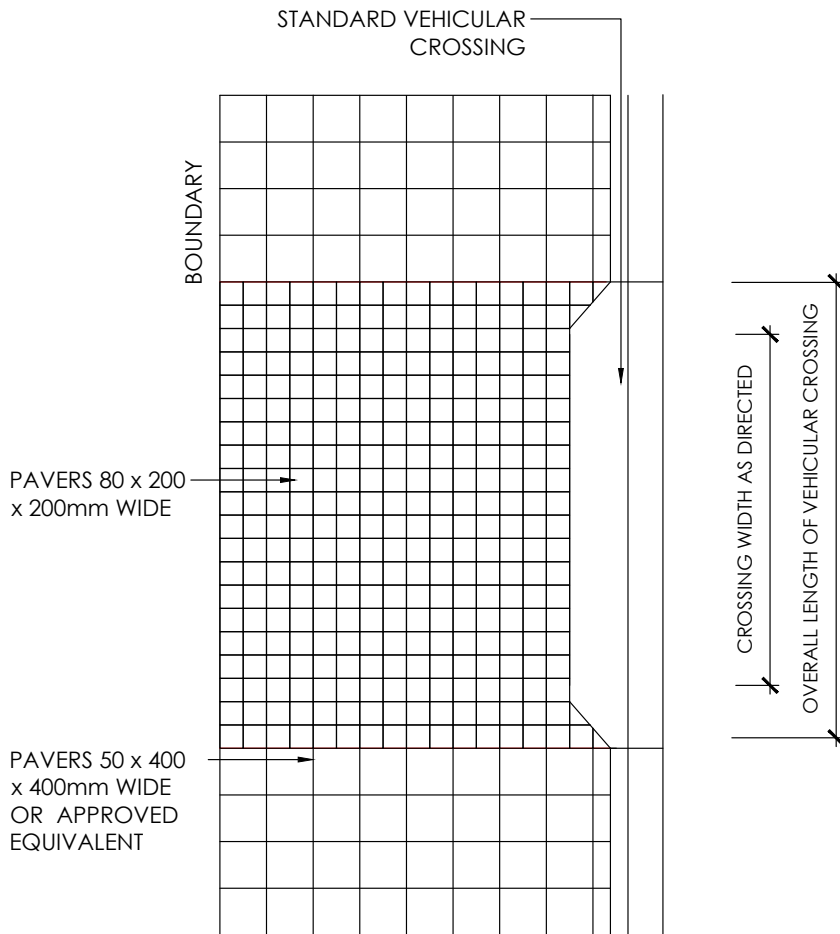 STANDARD VEHICULAR
CROSSING
BOUNDARY
PAVERS 80 x 200
x 200mm WIDE
CROSSING WIDTH AS DIRECTED
OVERALL LENGTH OF VEHICULAR CROSSING
PAVERS 50 x 400
x 400mm WIDE
OR APPROVED
EQUIVALENT